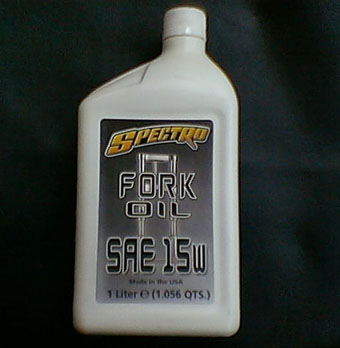 SPECTRO
FORK
OIL
SAE 15W
Made in the USA
1 Liter ℮ (1.056 QTS.)